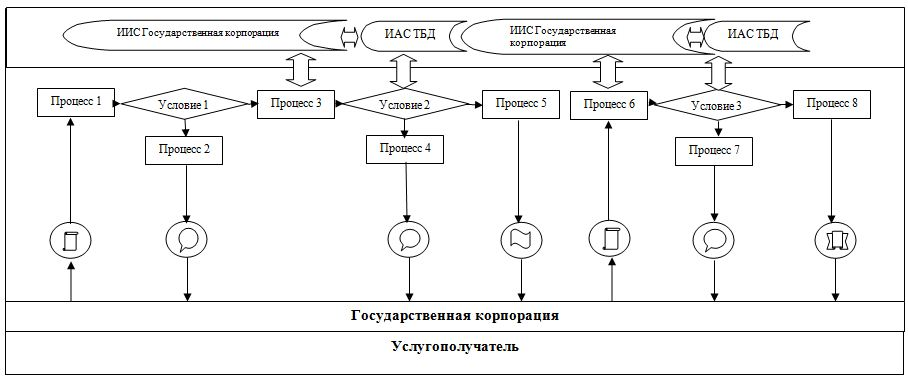 ИИС Государственная корпорация
ИАС ТБД
ИИС Государственная
корпорация
ИАС ТБД
Процесс 1
Условие 1
Процесс 3
Условие 2
Процесс 5
Процесс 6
Условие 3
Процесс 8
Процесс 2
Процесс 4
Процесс 7
Государственная корпорация
Услугополучатель